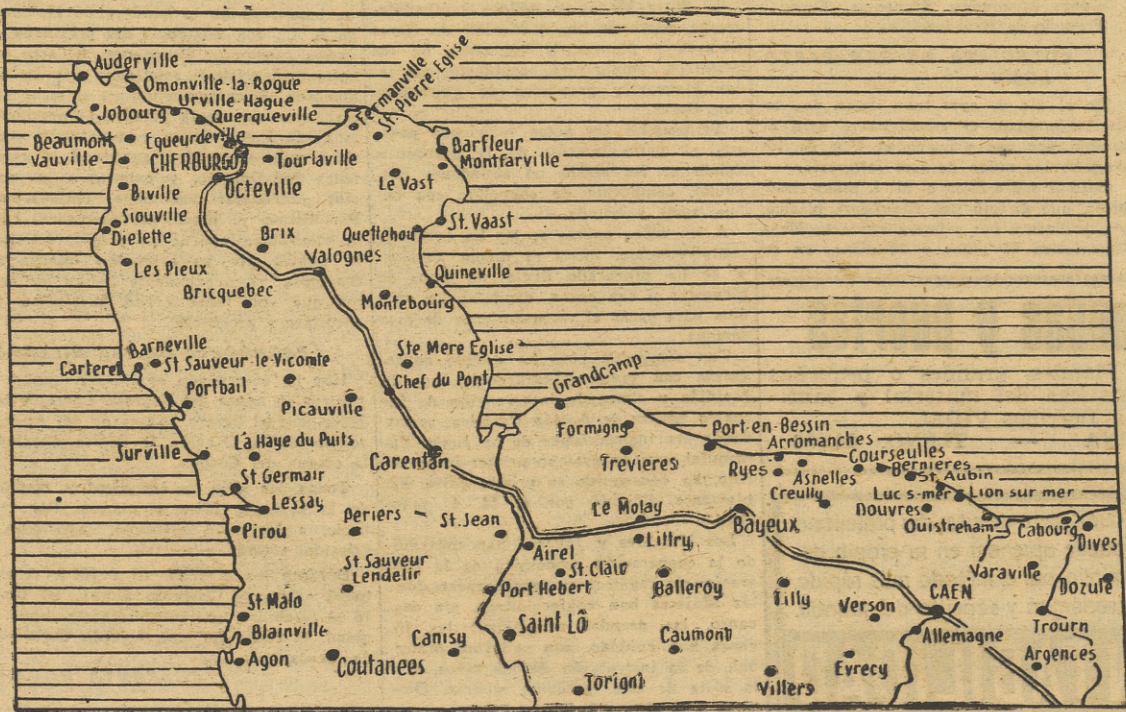 Auderville
Omonville-la-Rogue
Urville-Hague
Jobourg
Querqueville
Fermanville
St. Pierre-Eglise
Beaumont
Equeurdeville
Barfleur
Vauville
CHERBURGO
Tourlaville
Montfarville
Octeville
Le Vast
Biville
Siouville
St. Vaast
Dielette
Brix
Quettehou
Les Pieux
Valognes
Quineville
Bricquebec
Montebourg
Barneville
Ste Mere Eglise
Carteret
St Sauveur-le-Vicomte
Chef du Pont
Grandcamp
Portbail
Picauville
Formigny
Port-en-Bessin
Arromanches
Surville
La Haye du Puits
Carentan
Trevieres
Ryes
Courseulles
Asnelles
Bernieres
St. Aubin
St. Germair
Creully
Luc s-mer
Lion sur mer
Lessay
Le Molay
Douvres
Pirou
Periers
St. Jean
Bayeux
Ouistreham
Cabourg
Dives
Airel
Littry
St. Sauveur
Lendelir
St. Clair
Varaville
Port Hebert
Balleroy
Tilly
CAEN
Dozule
St. Malo
Verson
Blainville
Saint Lô
Allemagne
Trourn
Canisy
Caumont
Agon
Coutanees
Evrecy
Argences
Torigni
Villers